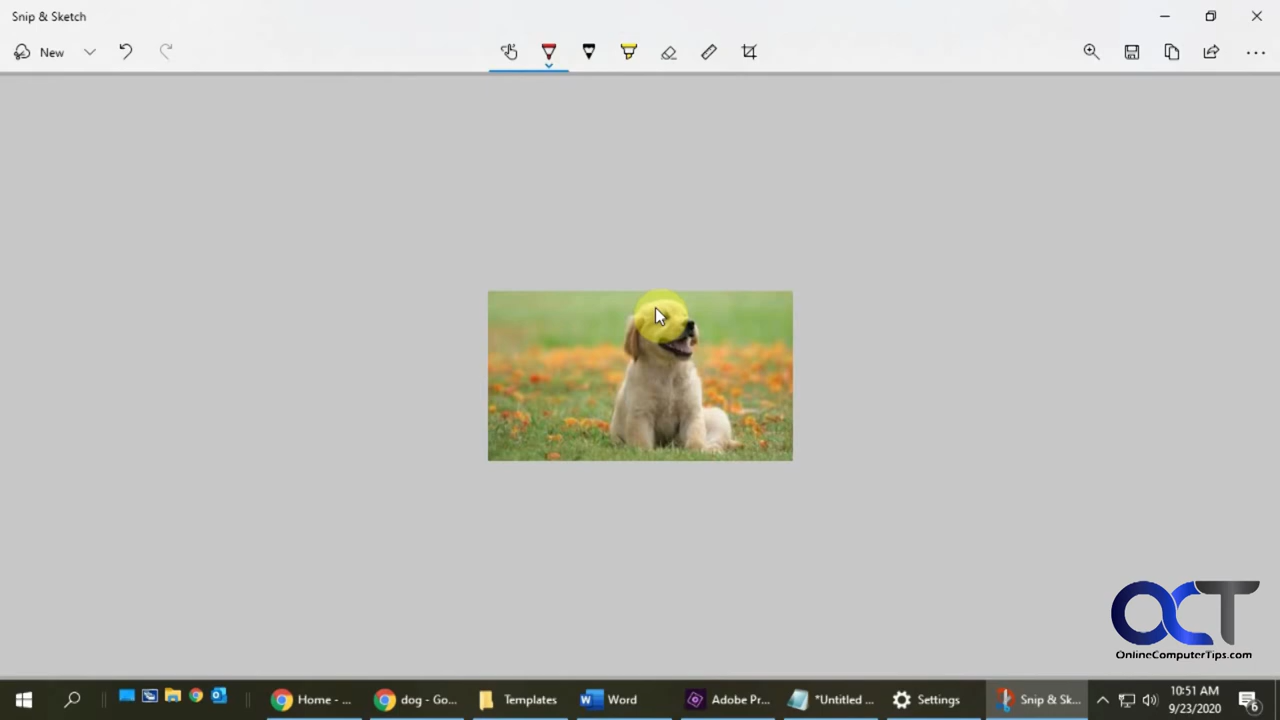 Snip & Sketch
New
OCT
OnlineComputerTips.com
Home - ...
dog - Go...
Templates
Word
Adobe Pr...
*Untitled ...
Settings
Snip & Sk...
10:51 AM
9/23/2020
6